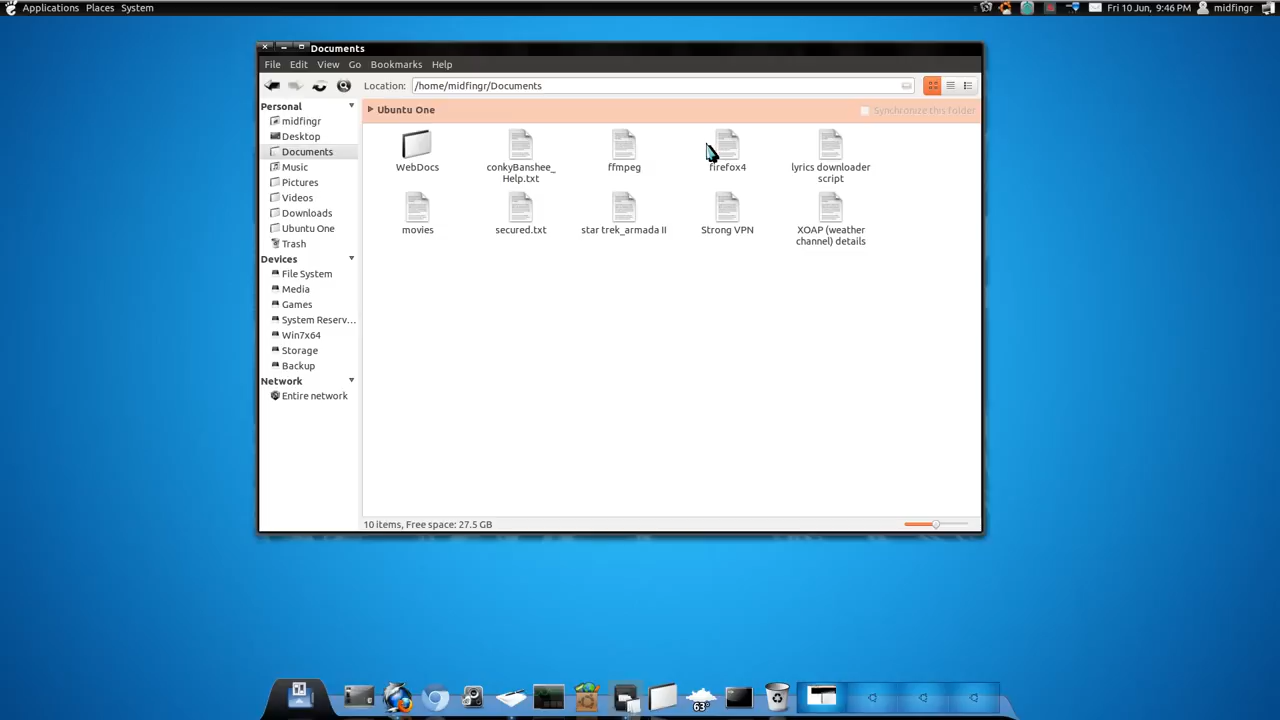 Applications Places System
Fri 10 Jun, 9:46 PM midfingr
Documents
File Edit View Go Bookmarks Help
Location: /home/midfingr/Documents
Personal
midfingr
Desktop
Documents
Music
Pictures
Videos
Downloads
Ubuntu One
Trash
Devices
File System
Media
Games
System Reserv...
Win7x64
Storage
Backup
Network
Entire network
Ubuntu One
Synchronize this folder
WebDocs
conkyBanshee_
Help.txt
ffmpeg
firefox4
lyrics downloader
script
movies
secured.txt
star trek_armada II
Strong VPN
XOAP (weather
channel) details
10 items, Free space: 27.5 GB
63°